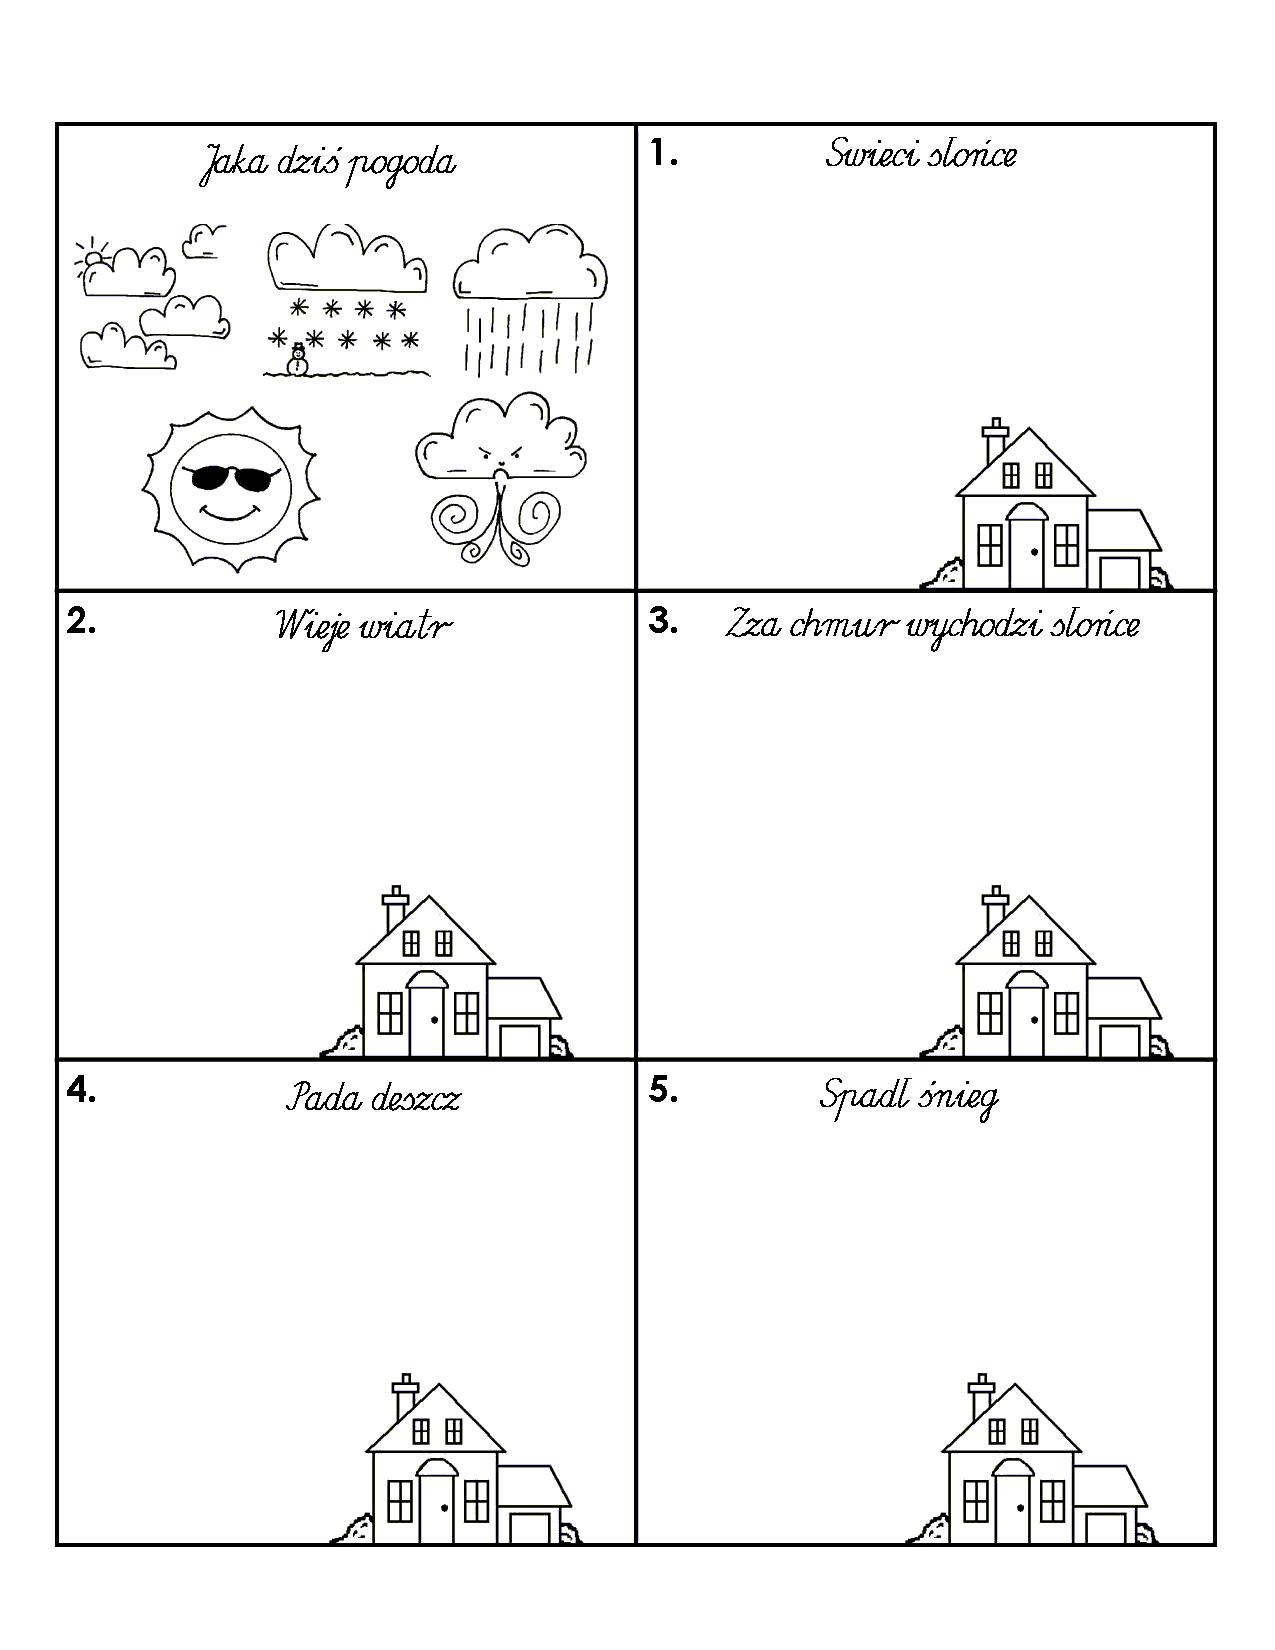 Jaka dziś pogoda
1. Swieci słońce
2. Wieje wiatr
3. Zza chmur wychodzi słońce
4. Pada deszcz
5. Spadł śnieg